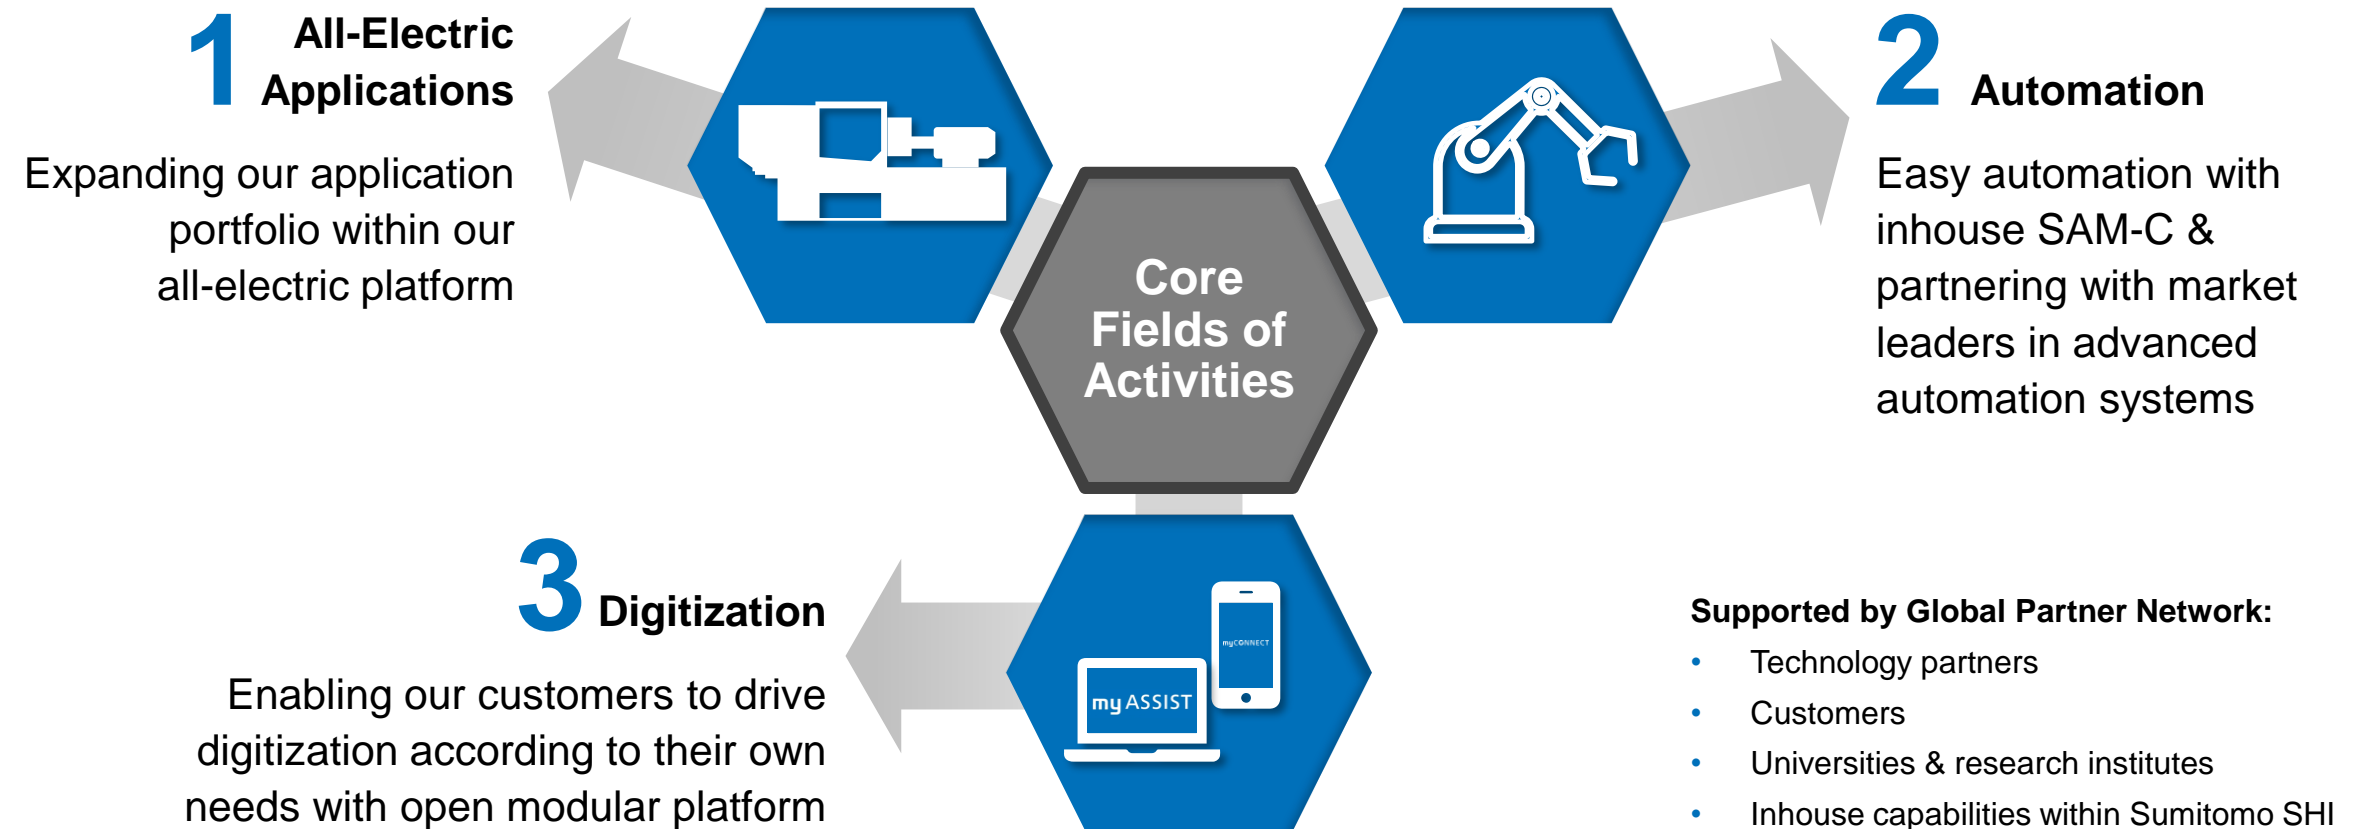 1 All-Electric
Applications
Expanding our application
portfolio within our
all-electric platform
2 Automation
Easy automation with
inhouse SAM-C &
partnering with market
leaders in advanced
automation systems
Core
Fields of
Activities
3 Digitization
Enabling our customers to drive
digitization according to their own
needs with open modular platform
myCONNECT
my ASSIST
Supported by Global Partner Network:
• Technology partners
• Customers
• Universities & research institutes
• Inhouse capabilities within Sumitomo SHI